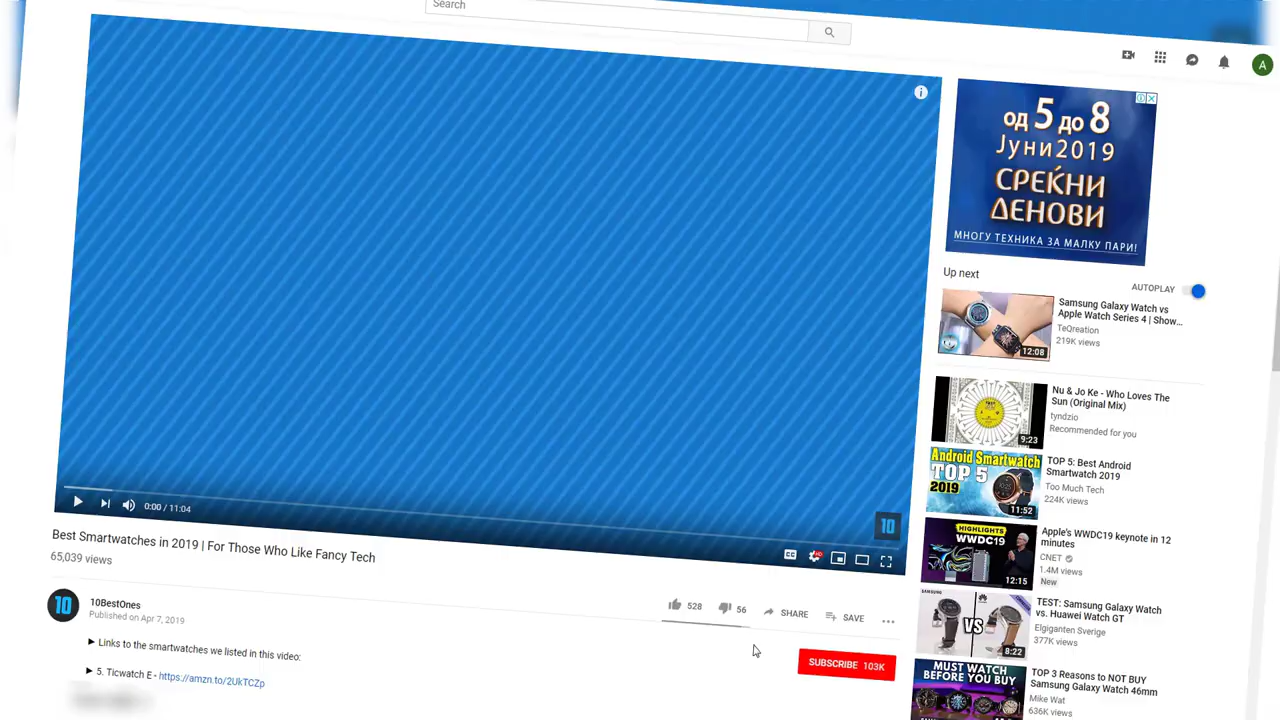 Search
A
од 5 до 8
Јуни2019
СРЕЌНИ
ДЕНОВИ
МНОГУ ТЕХНИКА ЗА МАЛКУ ПАРИ!
0:00 / 11:04
HD
10
Best Smartwatches in 2019 | For Those Who Like Fancy Tech
65,039 views
528
56
SHARE
SAVE
10
10BestOnes
Published on Apr 7, 2019
SUBSCRIBE 103K
► Links to the smartwatches we listed in this video:
► 5. Ticwatch E - https://amzn.to/2UkTCZp
Up next
AUTOPLAY
12:08
Samsung Galaxy Watch vs
Apple Watch Series 4 | Show...
TeQreation
219K views
9:23
Nu & Jo Ke - Who Loves The
Sun (Original Mix)
tyndzio
Recommended for you
Android Smartwatch
TOP 5
2019
11:52
TOP 5: Best Android
Smartwatch 2019
Too Much Tech
224K views
HIGHLIGHTS
WWDC19
12:15
Apple's WWDC19 keynote in 12
minutes
CNET
1.4M views
New
SAMSUNG
VS
8:22
TEST: Samsung Galaxy Watch
vs. Huawei Watch GT
Elgiganten Sverige
377K views
MUST WATCH
BEFORE YOU BUY
TOP 3 Reasons to NOT BUY
Samsung Galaxy Watch 46mm
Mike Wat
636K views